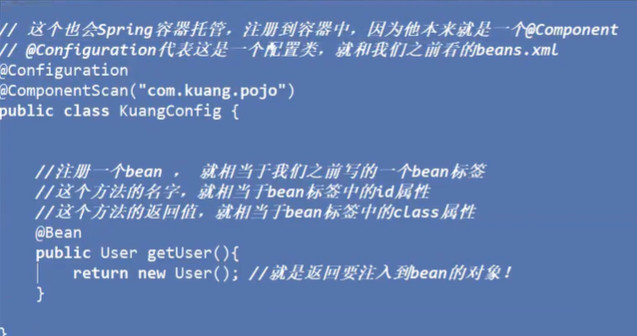 // 这个也会Spring容器托管，注册到容器中，因为他本来就是一个@Component
// @Configuration代表这是一个配置类，就和我们之前看的beans.xml
@Configuration
@ComponentScan("com.kuang.pojo")
public class KuangConfig {
//注册一个bean ， 就相当于我们之前写的一个bean标签
//这个方法的名字，就相当于bean标签中的id属性
//这个方法的返回值，就相当于bean标签中的class属性
@Bean
public User getUser(){
return new User(); //就是返回要注入到bean的对象！
}
}